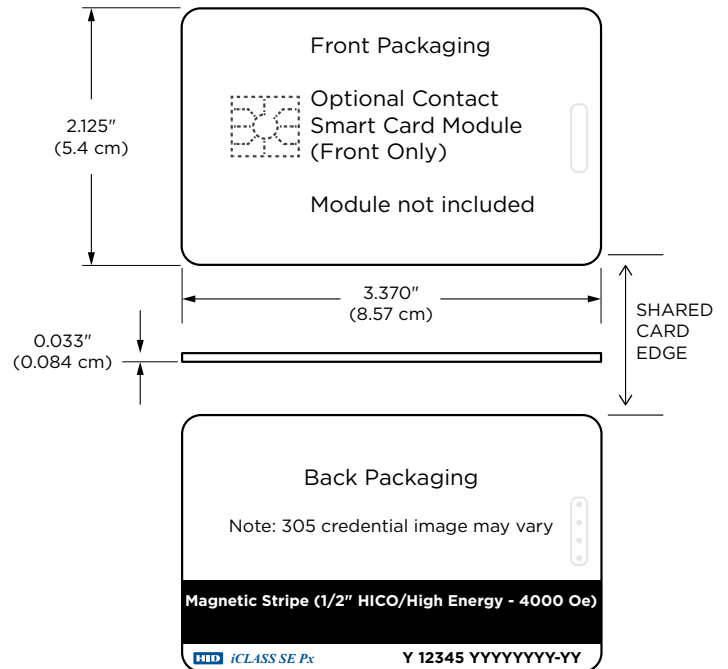 Front Packaging
2.125"
(5.4 cm)
Optional Contact
Smart Card Module
(Front Only)
Module not included
3.370"
(8.57 cm)
0.033"
(0.084 cm)
SHARED
CARD
EDGE
Back Packaging
Note: 305 credential image may vary
Magnetic Stripe (1/2" HICO/High Energy - 4000 Oe)
HID iCLASS SE Px Y 12345 YYYYYYYY-YY